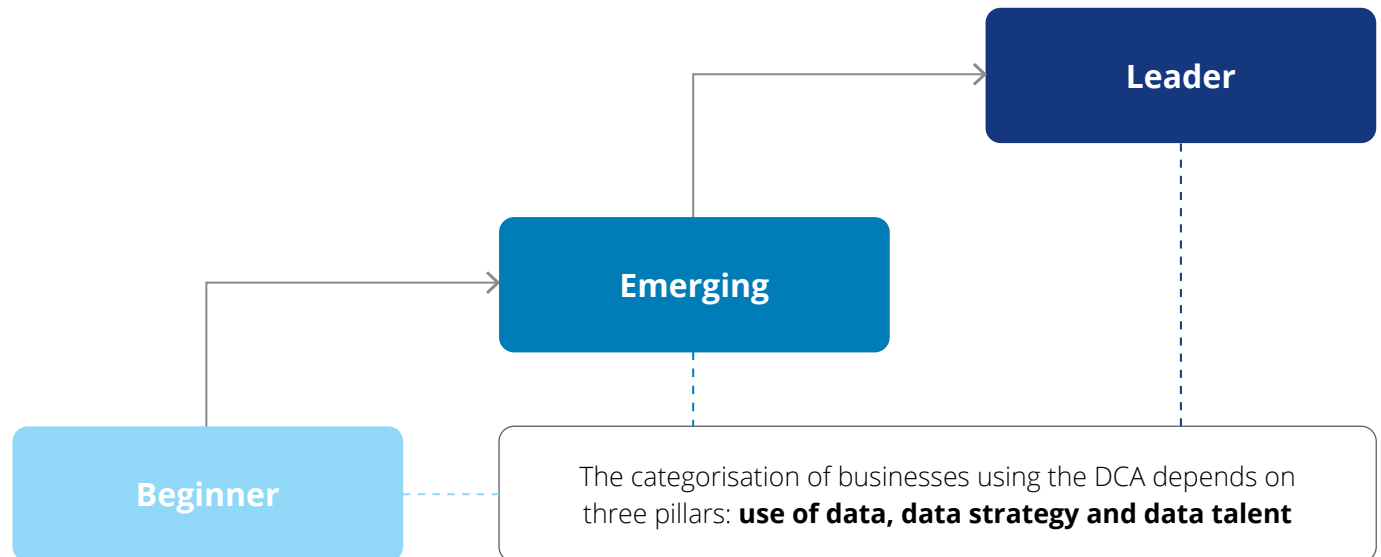 Leader
Emerging
Beginner
The categorisation of businesses using the DCA depends on
three pillars: use of data, data strategy and data talent